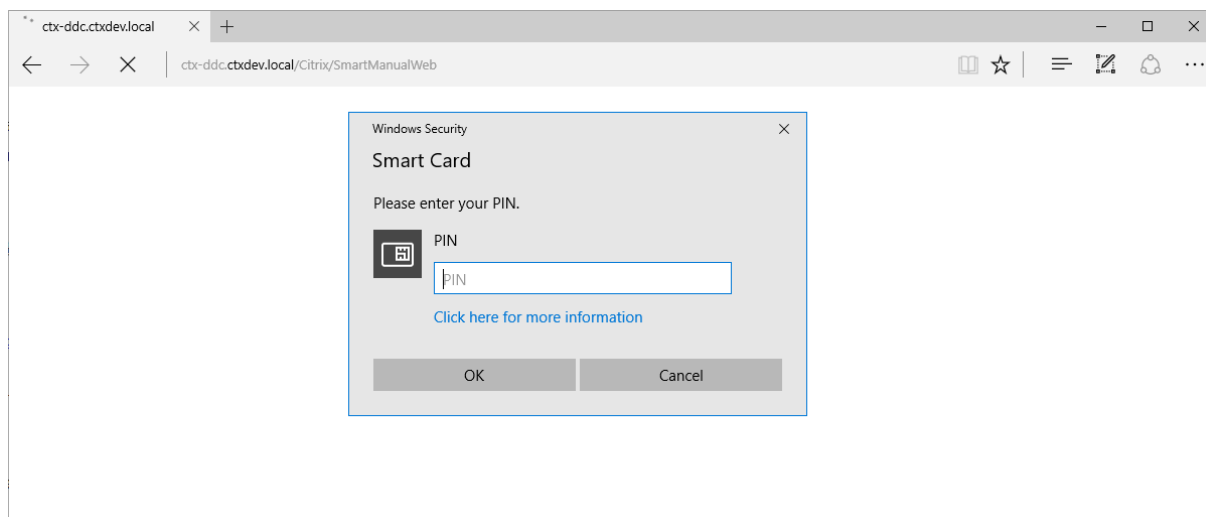 ctx-ddc.ctxdev.local
ctx-ddc.ctxdev.local/Citrix/SmartManualWeb
Windows Security
Smart Card
Please enter your PIN.
PIN
PIN
Click here for more information
OK
Cancel